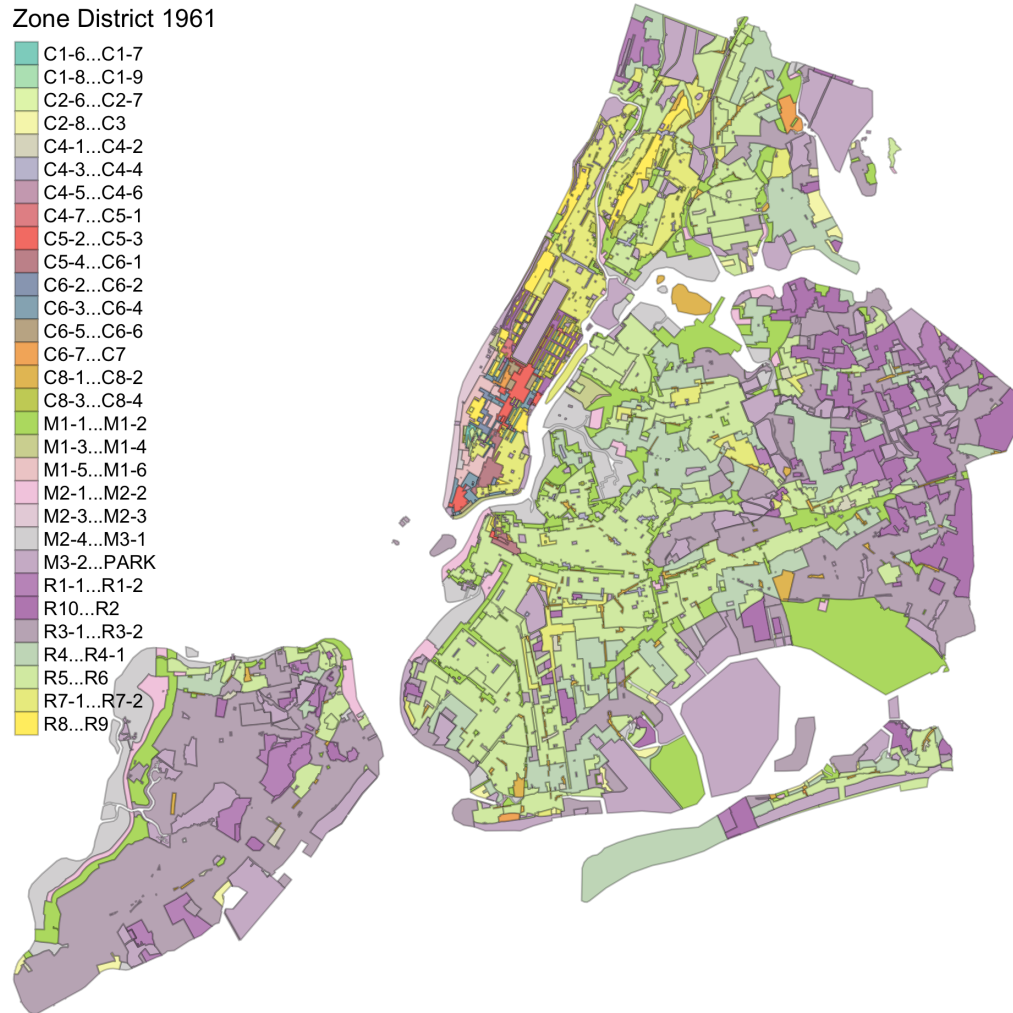 Zone District 1961
C1-6...C1-7
C1-8...C1-9
C2-6...C2-7
C2-8...C3
C4-1...C4-2
C4-3...C4-4
C4-5...C4-6
C4-7...C5-1
C5-2...C5-3
C5-4...C6-1
C6-2...C6-2
C6-3...C6-4
C6-5...C6-6
C6-7...C7
C8-1...C8-2
C8-3...C8-4
M1-1...M1-2
M1-3...M1-4
M1-5...M1-6
M2-1...M2-2
M2-3...M2-3
M2-4...M3-1
M3-2...PARK
R1-1...R1-2
R10...R2
R3-1...R3-2
R4...R4-1
R5...R6
R7-1...R7-2
R8...R9